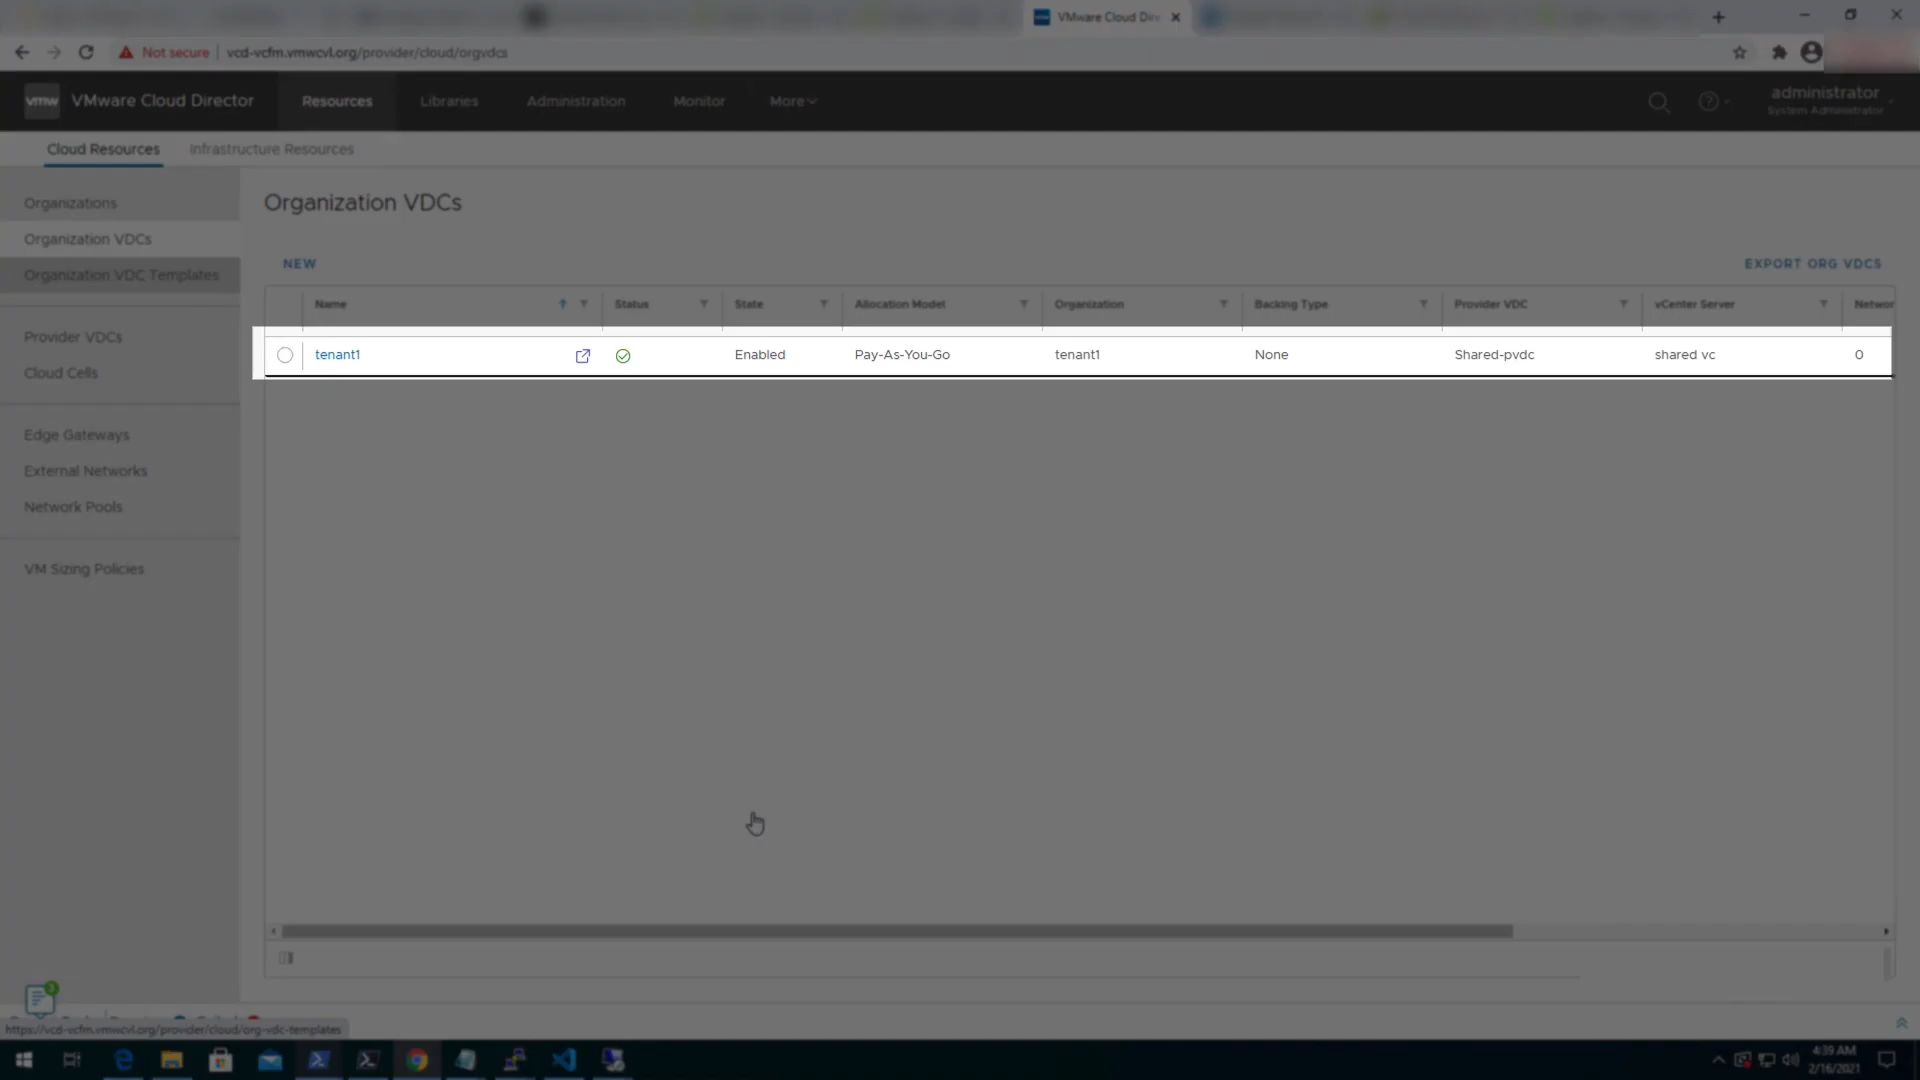 VMware Cloud Dire
Not secure vcd-vcfm.vmwcvl.org/provider/cloud/orgvdcs
vmw VMware Cloud Director Resources Libraries Administration Monitor More administrator
System Administrator
Cloud Resources Infrastructure Resources
Organizations
Organization VDCs
Organization VDC Templates
Provider VDCs
Cloud Cells
Edge Gateways
External Networks
Network Pools
VM Sizing Policies
Organization VDCs
NEW EXPORT ORG VDCS
Name Status State Allocation Model Organization Backing Type Provider VDC vCenter Server Networ
tenant1 Enabled Pay-As-You-Go tenant1 None Shared-pvdc shared vc 0
https://vcd-vcfm.vmwcvl.org/provider/cloud/org-vdc-templates
4:39 AM
2/16/2021